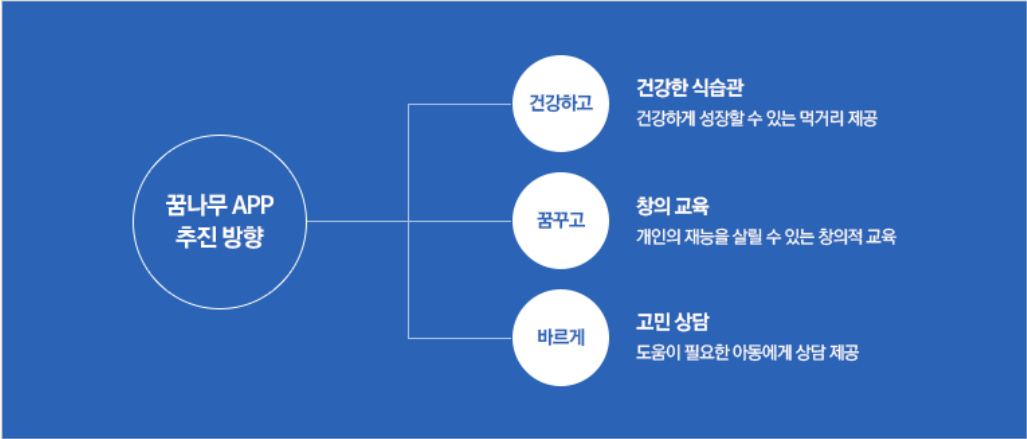 꿈나무 APP
추진 방향
건강하고
건강한 식습관
건강하게 성장할 수 있는 먹거리 제공
꿈꾸고
창의 교육
개인의 재능을 살릴 수 있는 창의적 교육
바르게
고민 상담
도움이 필요한 아동에게 상담 제공